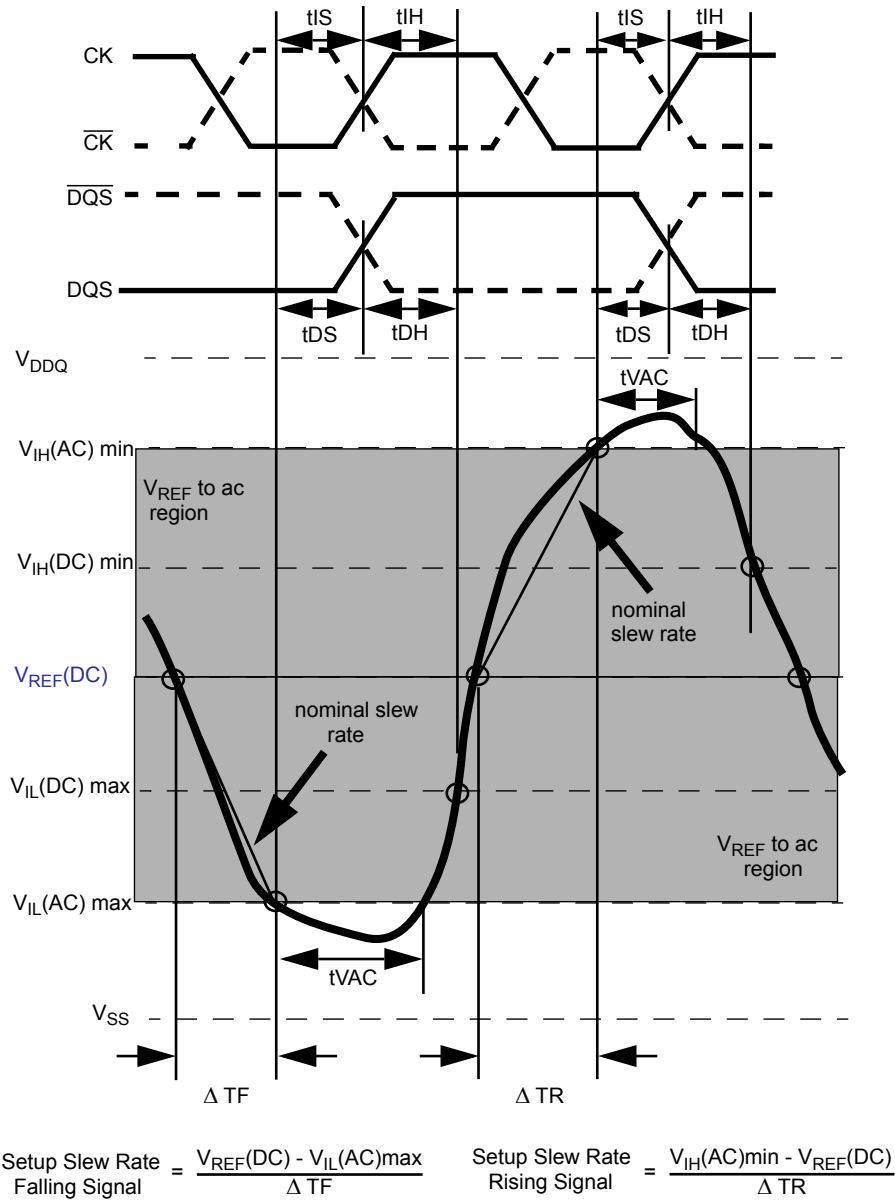 tIS tIH tIS tIH
CK
CK
DQS
DQS
tDS tDH tDS tDH
VDDQ
tVAC
VIH(AC) min
VREF to ac
region
VIH(DC) min
nominal
slew rate
VREF(DC)
nominal slew
rate
VIL(DC) max
VREF to ac
region
VIL(AC) max
tVAC
VSS
Δ TF Δ TR
Setup Slew Rate
Falling Signal
=
VREF(DC) - VIL(AC)max
Δ TF
Setup Slew Rate
Rising Signal
=
VIH(AC)min - VREF(DC)
Δ TR